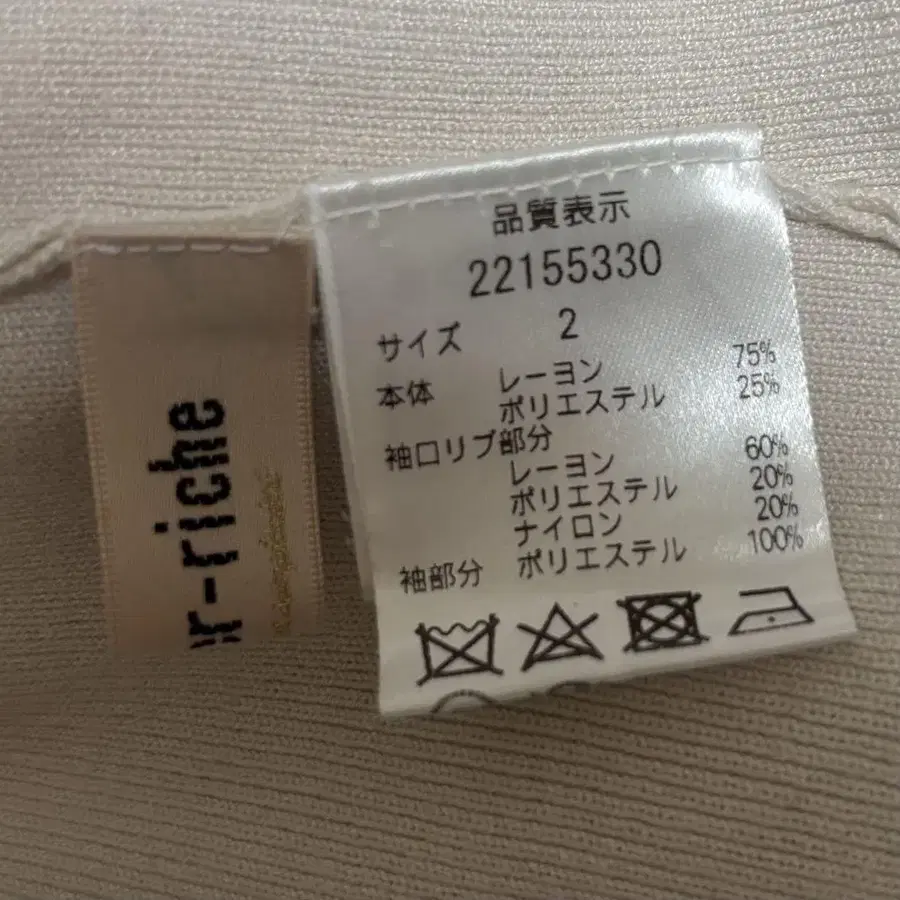 品質表示
22155330
サイズ 2
本体 レーヨン 75%
ポリエステル 25%
袖口リブ部分
レーヨン 60%
ポリエステル 20%
ナイロン 20%
袖部分 ポリエステル 100%
r-riche